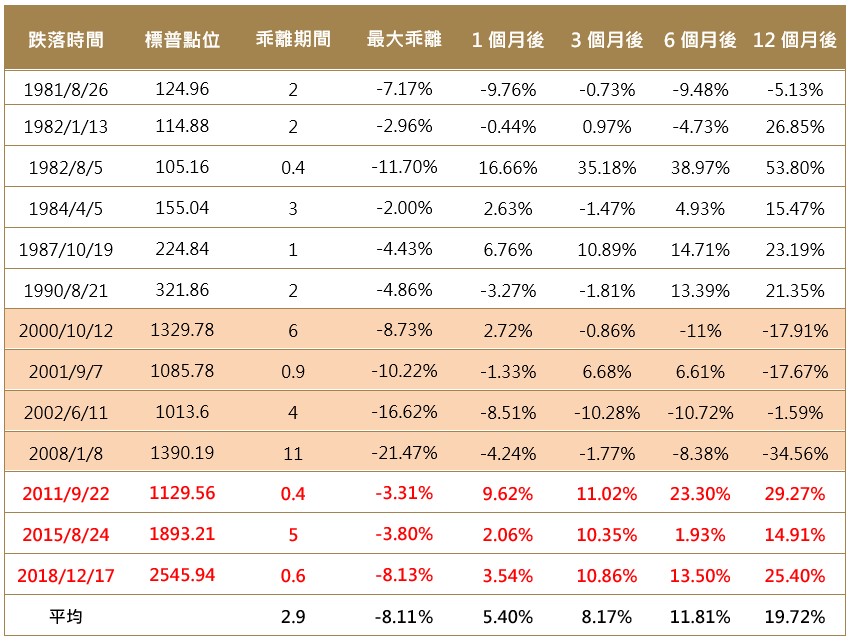 跌落時間 標普點位 乖離期間 最大乖離 1個月後 3個月後 6個月後 12個月後
1981/8/26 124.96 2 -7.17% -9.76% -0.73% -9.48% -5.13%
1982/1/13 114.88 2 -2.96% -0.44% 0.97% -4.73% 26.85%
1982/8/5 105.16 0.4 -11.70% 16.66% 35.18% 38.97% 53.80%
1984/4/5 155.04 3 -2.00% 2.63% -1.47% 4.93% 15.47%
1987/10/19 224.84 1 -4.43% 6.76% 10.89% 14.71% 23.19%
1990/8/21 321.86 2 -4.86% -3.27% -1.81% 13.39% 21.35%
2000/10/12 1329.78 6 -8.73% 2.72% -0.86% -11% -17.91%
2001/9/7 1085.78 0.9 -10.22% -1.33% 6.68% 6.61% -17.67%
2002/6/11 1013.6 4 -16.62% -8.51% -10.28% -10.72% -1.59%
2008/1/8 1390.19 11 -21.47% -4.24% -1.77% -8.38% -34.56%
2011/9/22 1129.56 0.4 -3.31% 9.62% 11.02% 23.30% 29.27%
2015/8/24 1893.21 5 -3.80% 2.06% 10.35% 1.93% 14.91%
2018/12/17 2545.94 0.6 -8.13% 3.54% 10.86% 13.50% 25.40%
平均 2.9 -8.11% 5.40% 8.17% 11.81% 19.72%